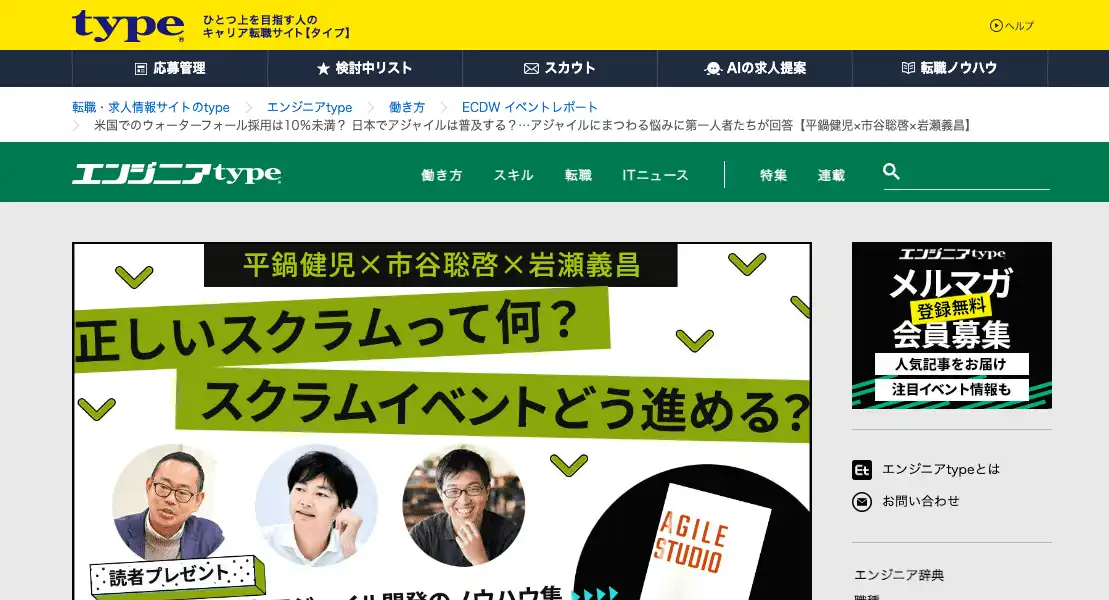 type
ひとつ上を目指す人の
キャリア転職サイト【タイプ】
ヘルプ
応募管理
検討中リスト
スカウト
AIの求人提案
転職ノウハウ
転職・求人情報サイトのtype
エンジニアtype
働き方
ECDW イベントレポート
米国でのウォーターフォール採用は10％未満？ 日本でアジャイルは普及する？…アジャイルにまつわる悩みに第一人者たちが回答【平鍋健児×市谷聡啓×岩瀬義昌】
エンジニアtype
働き方
スキル
転職
ITニュース
特集
連載
平鍋健児×市谷聡啓×岩瀬義昌
正しいスクラムって何？
スクラムイベントどう進める？
AGILE
STUDIO
読者プレゼント
アジャイル開発のノウハウ集
エンジニアtype
メルマガ
登録無料
会員募集
人気記事をお届け
注目イベント情報も
Et
エンジニアtypeとは
お問い合わせ
エンジニア辞典
職種